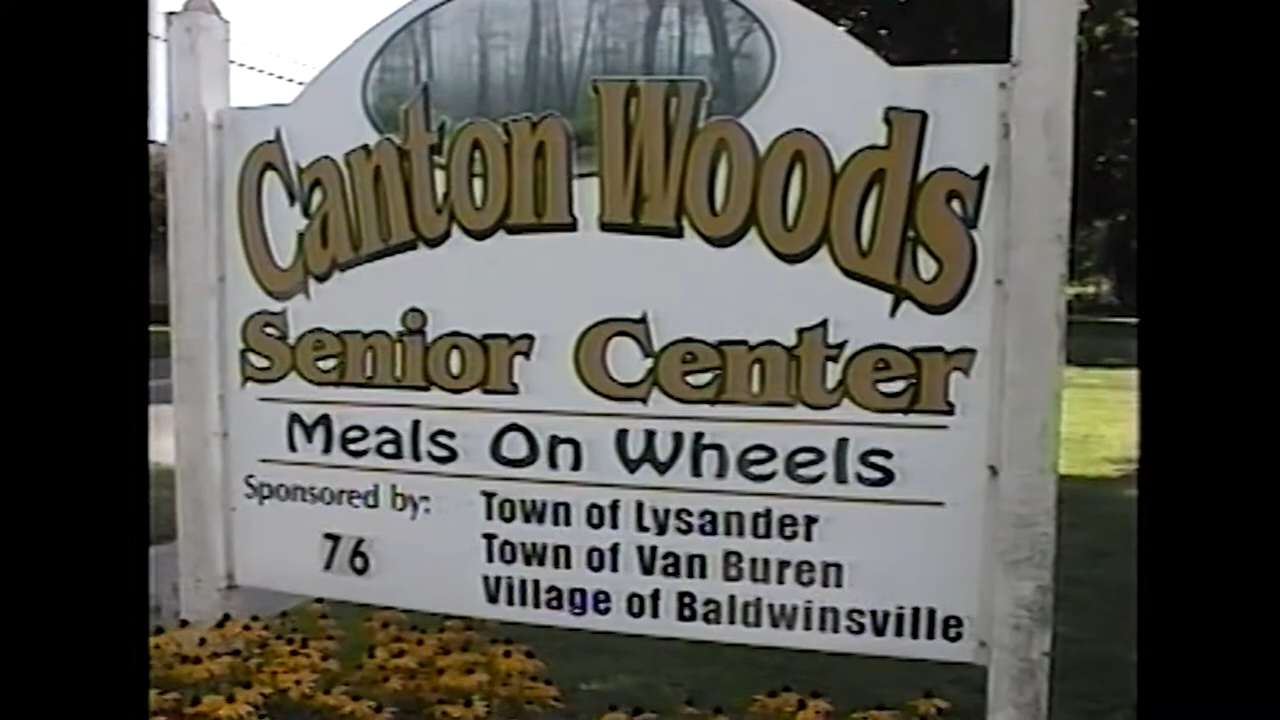 Canton Woods
Senior Center
Meals On Wheels
Sponsored by:
76
Town of Lysander
Town of Van Buren
Village of Baldwinsville